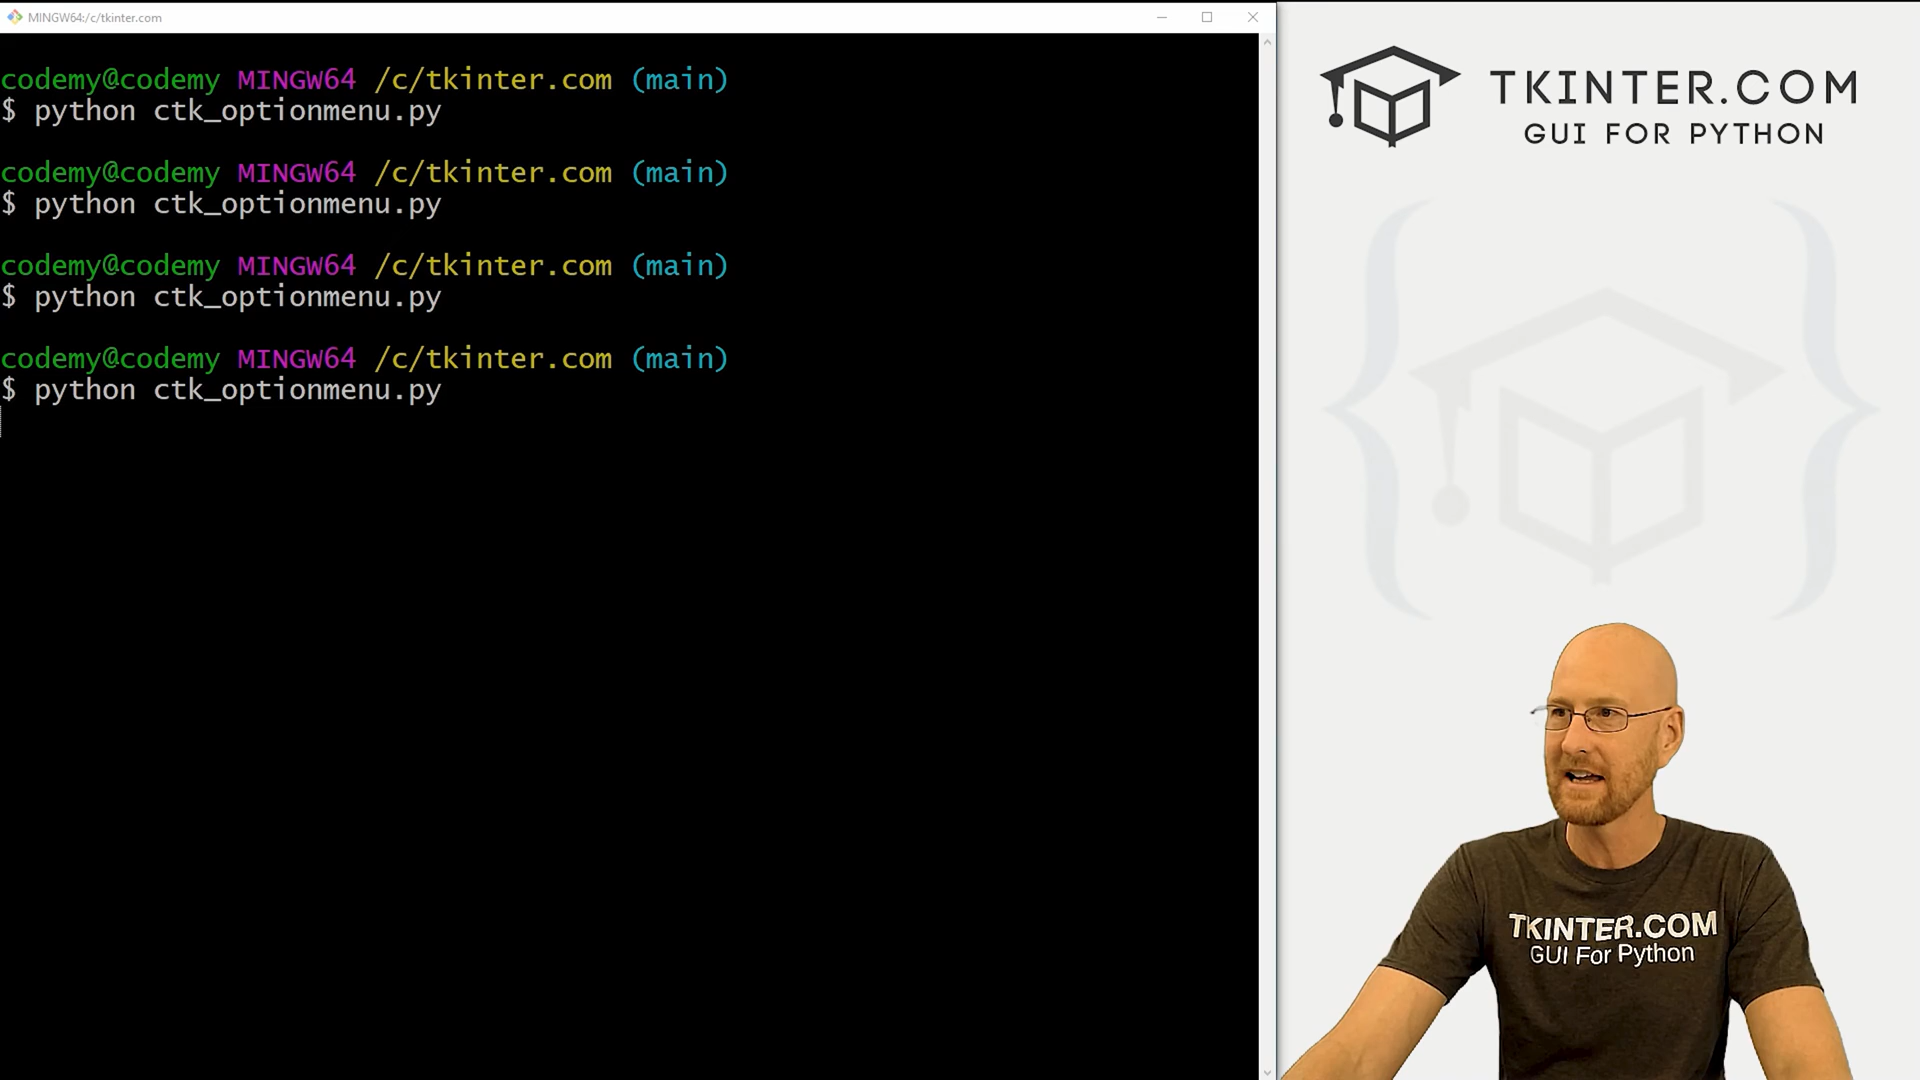 MINGW64:/c/tkinter.com
codemy@codemy MINGW64 /c/tkinter.com (main)
$ python ctk_optionmenu.py
codemy@codemy MINGW64 /c/tkinter.com (main)
$ python ctk_optionmenu.py
codemy@codemy MINGW64 /c/tkinter.com (main)
$ python ctk_optionmenu.py
codemy@codemy MINGW64 /c/tkinter.com (main)
$ python ctk_optionmenu.py
TKINTER.COM
GUI FOR PYTHON
TKINTER.COM
GUI For Python